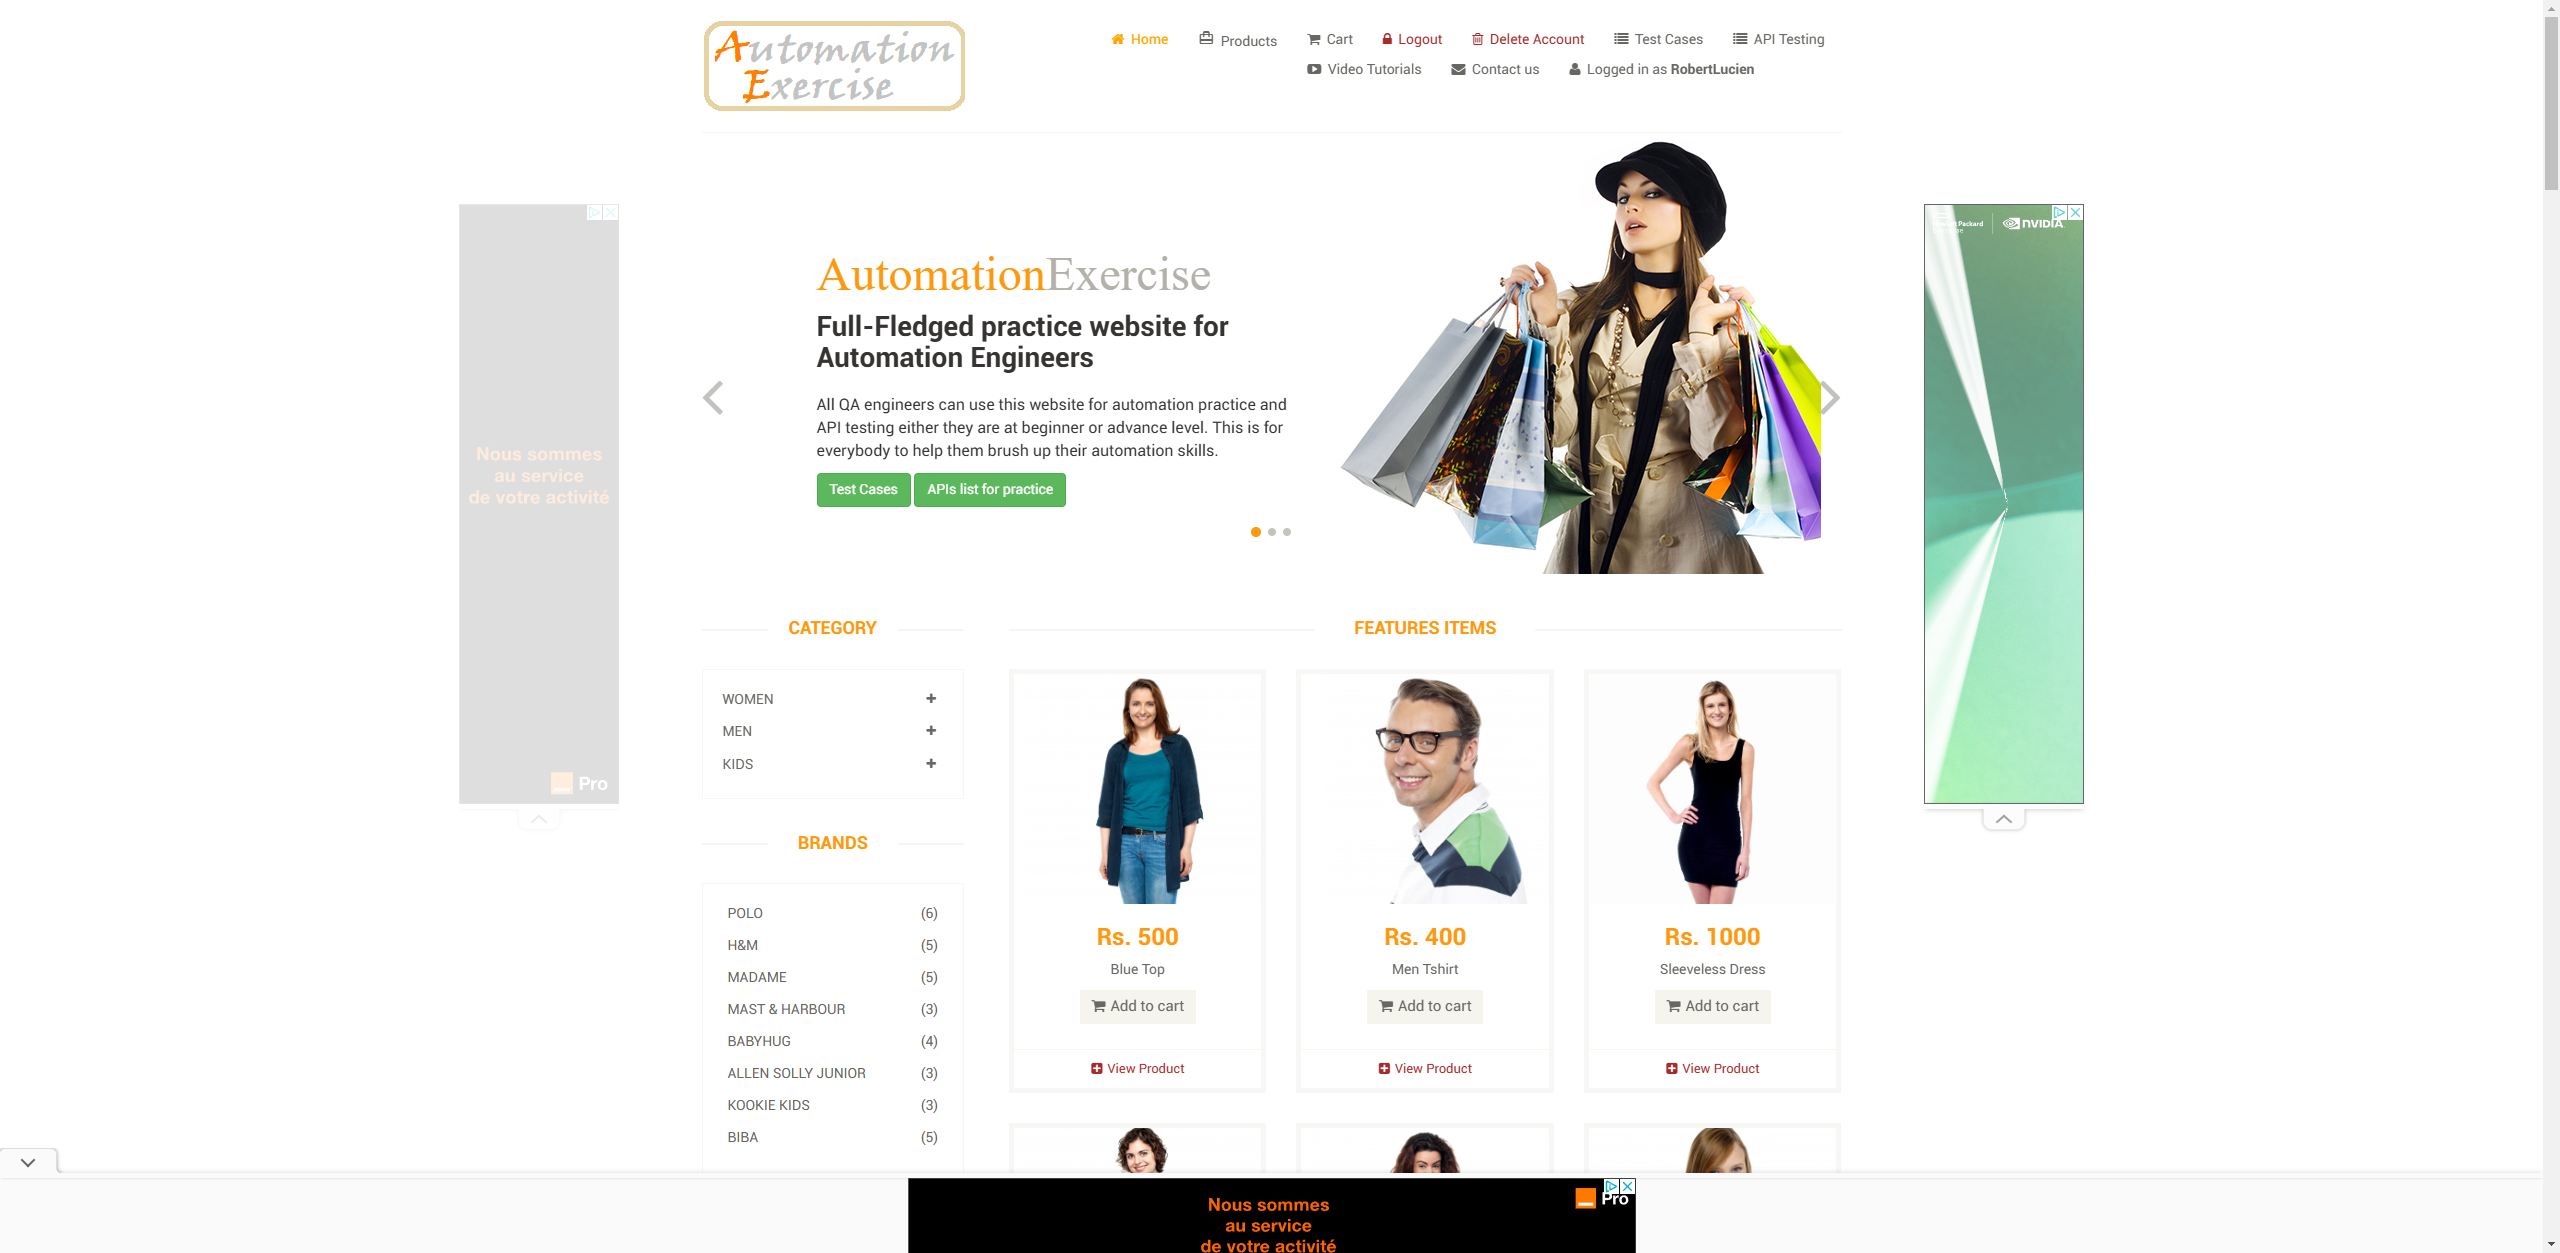 Automation
Exercise
Home
Products
Cart
Logout
Delete Account
Test Cases
API Testing
Video Tutorials
Contact us
Logged in as RobertLucien
Nous sommes
au service
de votre activité
Pro
AutomationExercise
Full-Fledged practice website for
Automation Engineers
All QA engineers can use this website for automation practice and
API testing either they are at beginner or advance level. This is for
everybody to help them brush up their automation skills.
Test Cases
APIs list for practice
Packard
NVIDIA
CATEGORY
WOMEN
MEN
KIDS
BRANDS
POLO (6)
H&M (5)
MADAME (5)
MAST & HARBOUR (3)
BABYHUG (4)
ALLEN SOLLY JUNIOR (3)
KOOKIE KIDS (3)
BIBA (5)
FEATURES ITEMS
Rs. 500
Blue Top
Add to cart
View Product
Rs. 400
Men Tshirt
Add to cart
View Product
Rs. 1000
Sleeveless Dress
Add to cart
View Product
Nous sommes
au service
de votre activité
Pro